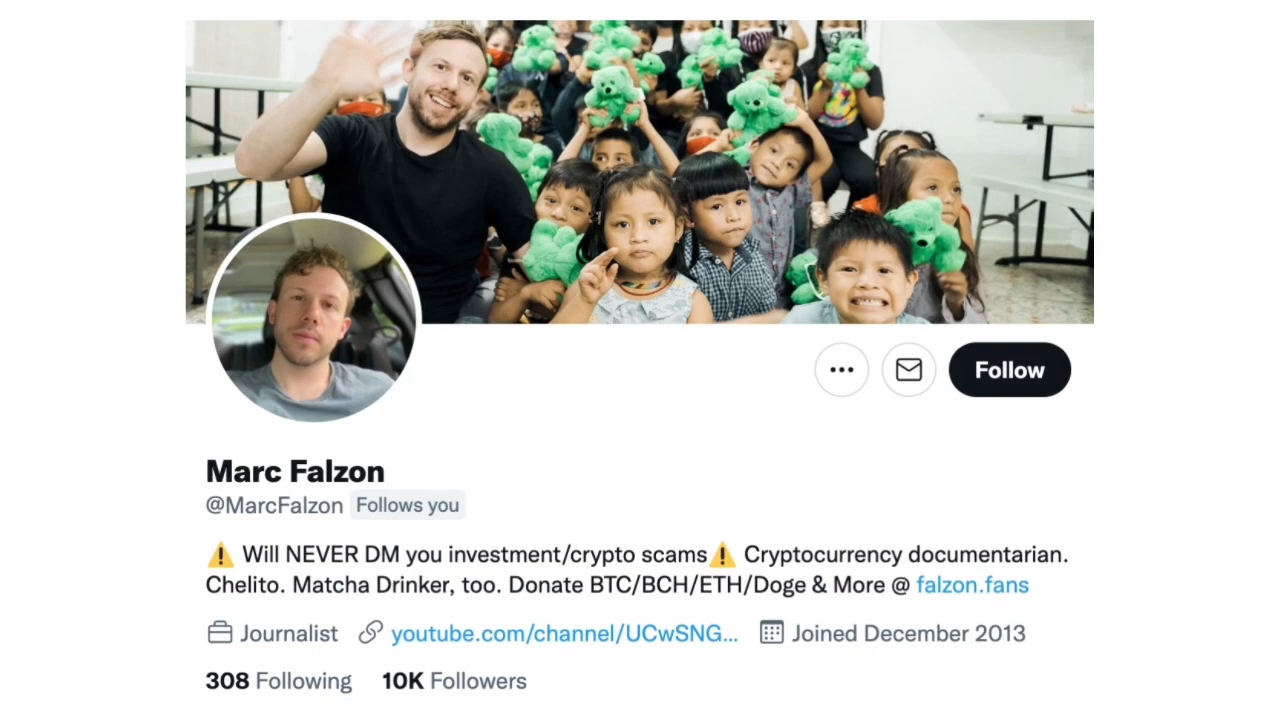 Follow
Marc Falzon
@MarcFalzon Follows you
⚠️ Will NEVER DM you investment/crypto scams⚠️ Cryptocurrency documentarian.
Chelito. Matcha Drinker, too. Donate BTC/BCH/ETH/Doge & More @ falzon.fans
Journalist youtube.com/channel/UCwSNG... Joined December 2013
308 Following 10K Followers